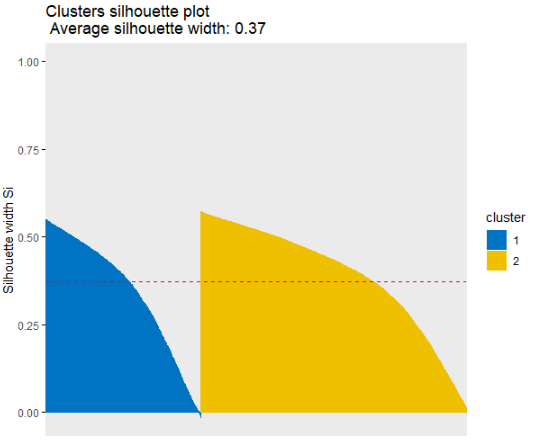 Clusters silhouette plot
Average silhouette width: 0.37
1.00
0.75
0.50
0.25
0.00
Silhouette width Si
cluster
1
2